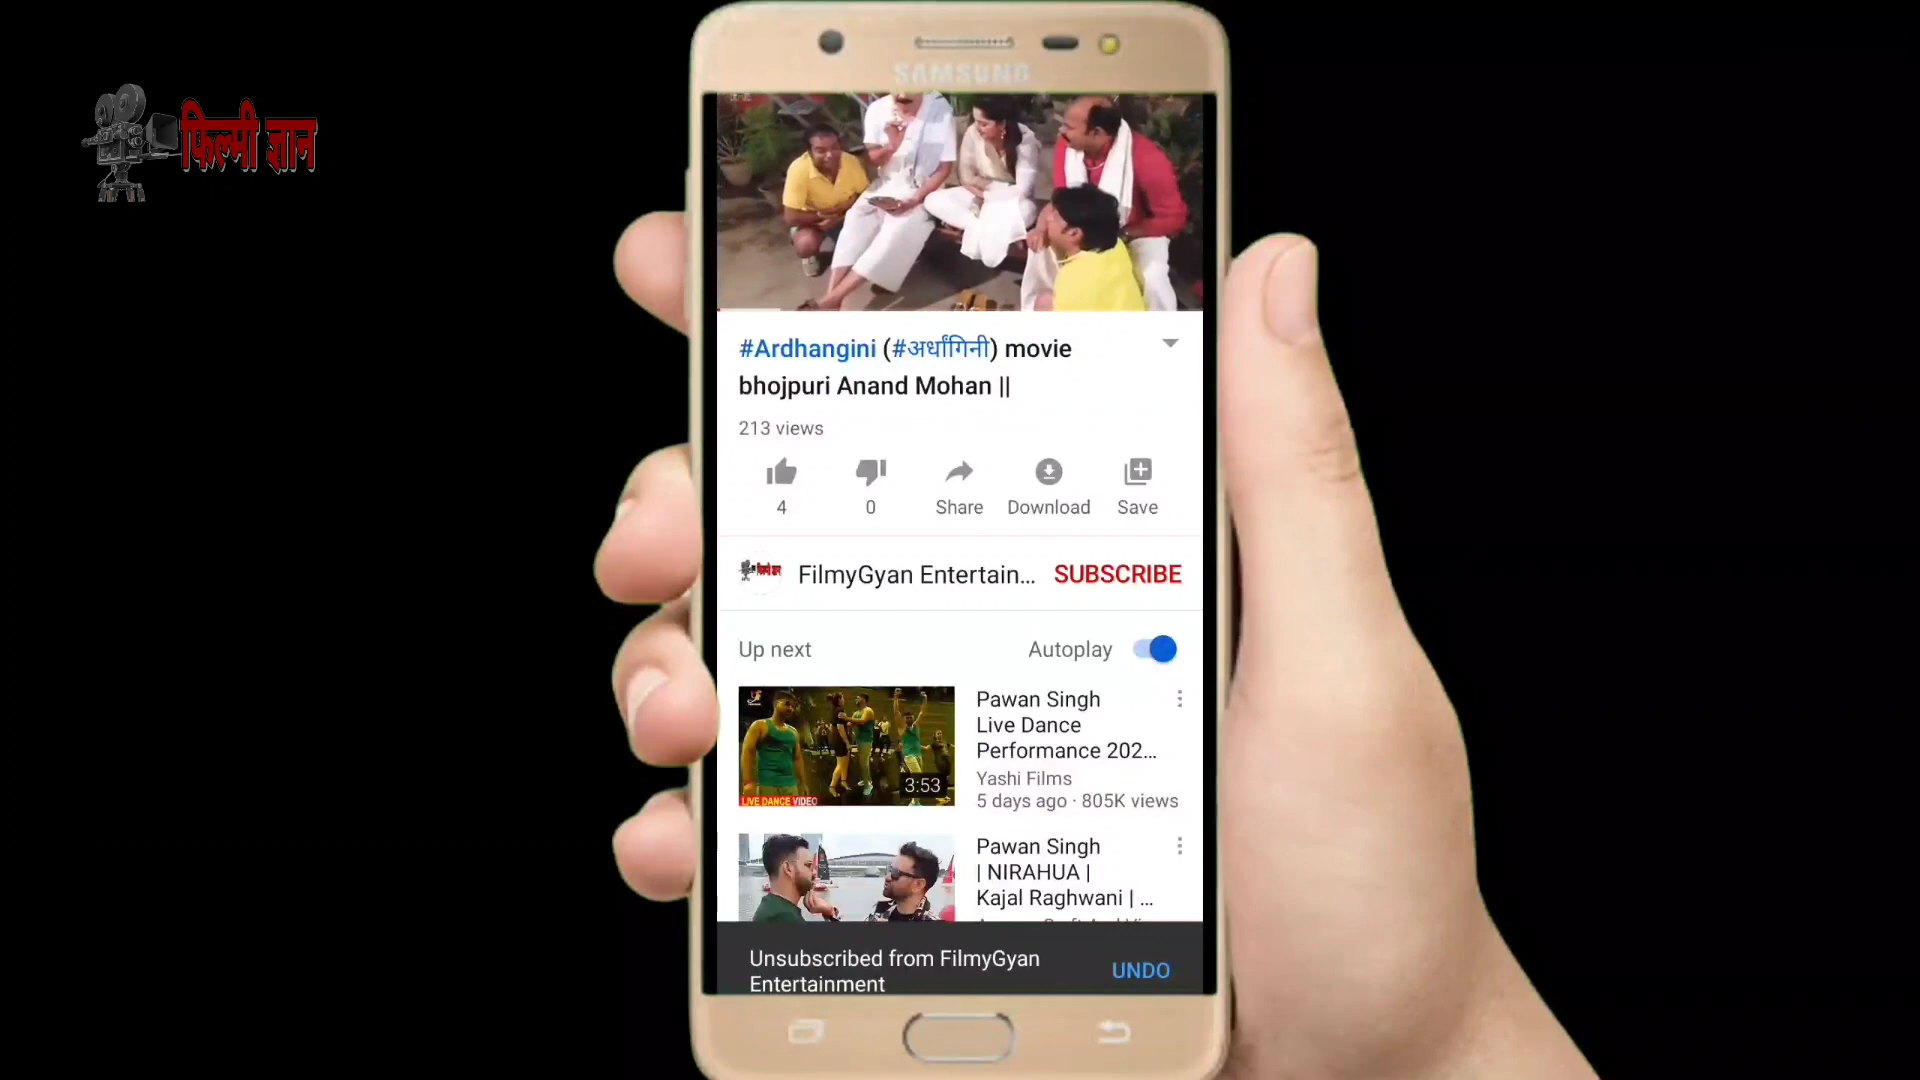 फिल्मी ज्ञान
SAMSUNG
#Ardhangini (#अर्धांगिनी) movie
bhojpuri Anand Mohan ||
213 views
4
0
Share
Download
Save
FilmyGyan Entertain...
SUBSCRIBE
Up next
Autoplay
3:53
LIVE DANCE VIDEO
Pawan Singh
Live Dance
Performance 202...
Yashi Films
5 days ago · 805K views
Pawan Singh
| NIRAHUA |
Kajal Raghwani | ...
Unsubscribed from FilmyGyan
Entertainment
UNDO